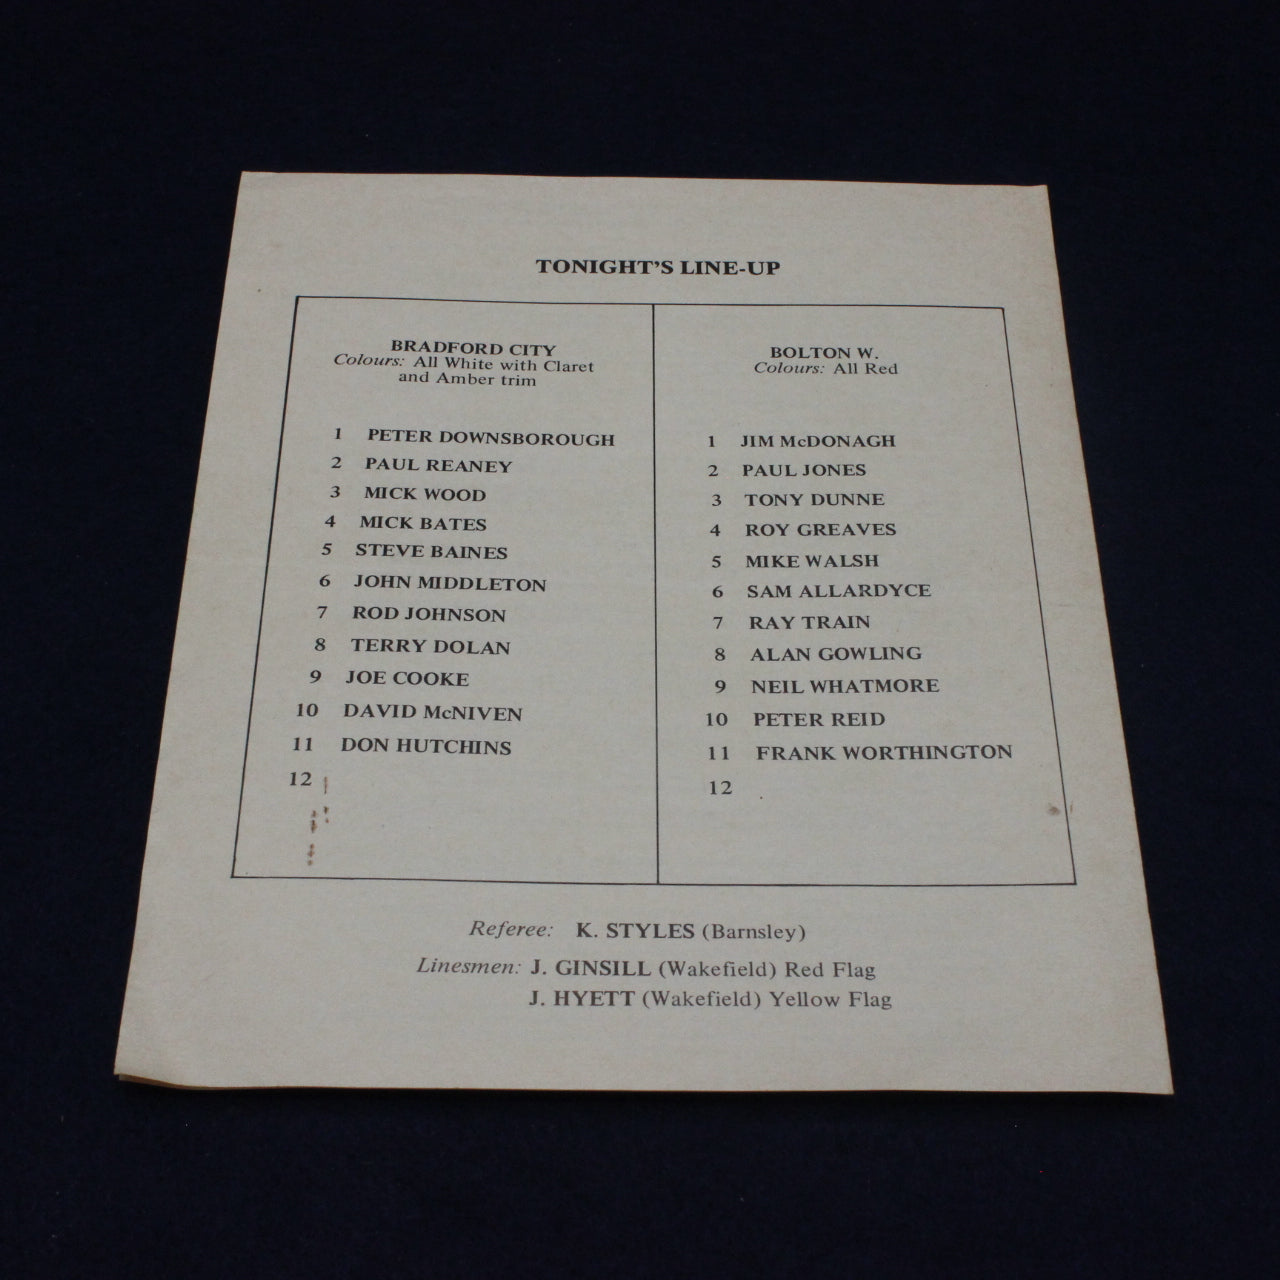 TONIGHT'S LINE-UP
BRADFORD CITY
Colours: All White with Claret
and Amber trim
1 PETER DOWNSBOROUGH
2 PAUL REANEY
3 MICK WOOD
4 MICK BATES
5 STEVE BAINES
6 JOHN MIDDLETON
7 ROD JOHNSON
8 TERRY DOLAN
9 JOE COOKE
10 DAVID McNIVEN
11 DON HUTCHINS
12
BOLTON W.
Colours: All Red
1 JIM McDONAGH
2 PAUL JONES
3 TONY DUNNE
4 ROY GREAVES
5 MIKE WALSH
6 SAM ALLARDYCE
7 RAY TRAIN
8 ALAN GOWLING
9 NEIL WHATMORE
10 PETER REID
11 FRANK WORTHINGTON
12
Referee: K. STYLES (Barnsley)
Linesmen: J. GINSILL (Wakefield) Red Flag
J. HYETT (Wakefield) Yellow Flag